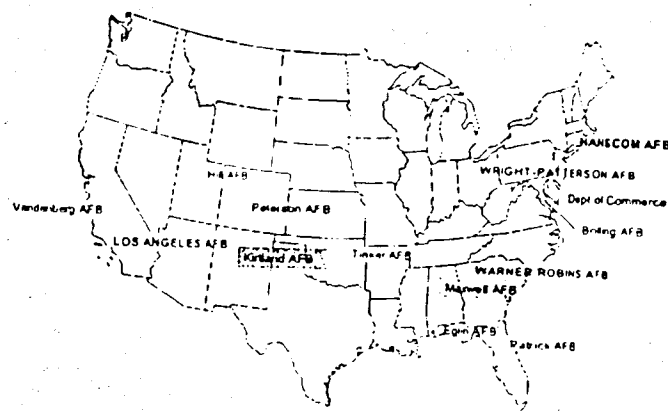 HANSCOM AFB
WRIGHT-PATTERSON AFB
Hill AFB
Dept of Commerce
Vandenberg AFB
Peterson AFB
Bolling AFB
LOS ANGELES AFB
Kirtland AFB
Tinker AFB
WARNER ROBINS AFB
Maxwell AFB
Eglin AFB
Patrick AFB